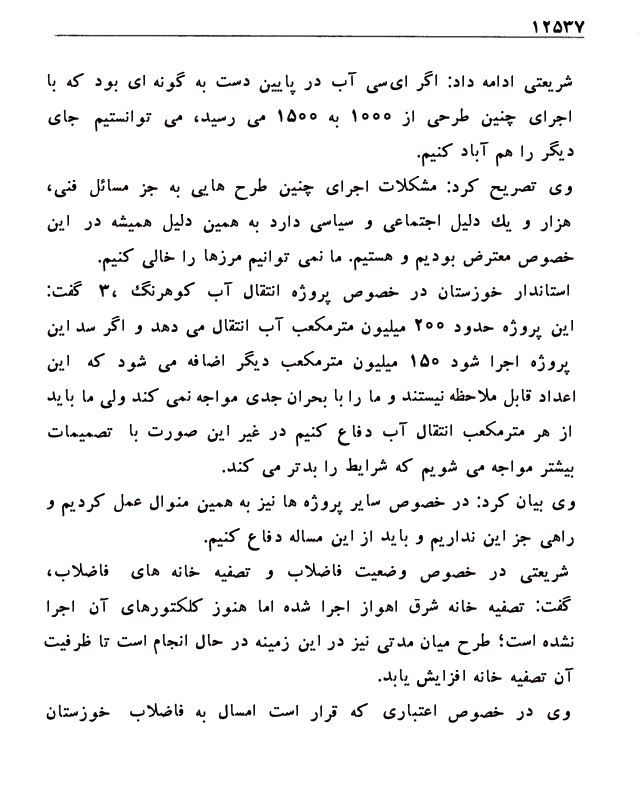 ۱۲۵۳۷
شریعتی ادامه داد: اگر ای‌سی آب در پایین دست به گونه ای بود که با
اجرای چنین طرحی از ۱۰۰۰ به ۱۵۰۰ می رسید، می توانستیم جای
دیگر را هم آباد کنیم.
وی تصریح کرد: مشکلات اجرای چنین طرح هایی به جز مسائل فنی،
هزار و یك دلیل اجتماعی و سیاسی دارد به همین دلیل همیشه در این
خصوص معترض بودیم و هستیم. ما نمی توانیم مرزها را خالی کنیم.
استاندار خوزستان در خصوص پروژه انتقال آب کوهرنگ ،۳ گفت:
این پروژه حدود ۲۰۰ میلیون مترمکعب آب انتقال می دهد و اگر سد این
پروژه اجرا شود ۱۵۰ میلیون مترمکعب دیگر اضافه می شود که این
اعداد قابل ملاحظه نیستند و ما را با بحران جدی مواجه نمی کند ولی ما باید
از هر مترمکعب انتقال آب دفاع کنیم در غیر این صورت با تصمیمات
بیشتر مواجه می شویم که شرایط را بدتر می کند.
وی بیان کرد: در خصوص سایر پروژه ها نیز به همین منوال عمل کردیم و
راهی جز این نداریم و باید از این مساله دفاع کنیم.
شریعتی در خصوص وضعیت فاضلاب و تصفیه خانه های فاضلاب،
گفت: تصفیه خانه شرق اهواز اجرا شده اما هنوز کلکتورهای آن اجرا
نشده است؛ طرح میان مدتی نیز در این زمینه در حال انجام است تا ظرفیت
آن تصفیه خانه افزایش یابد.
وی در خصوص اعتباری که قرار است امسال به فاضلاب خوزستان